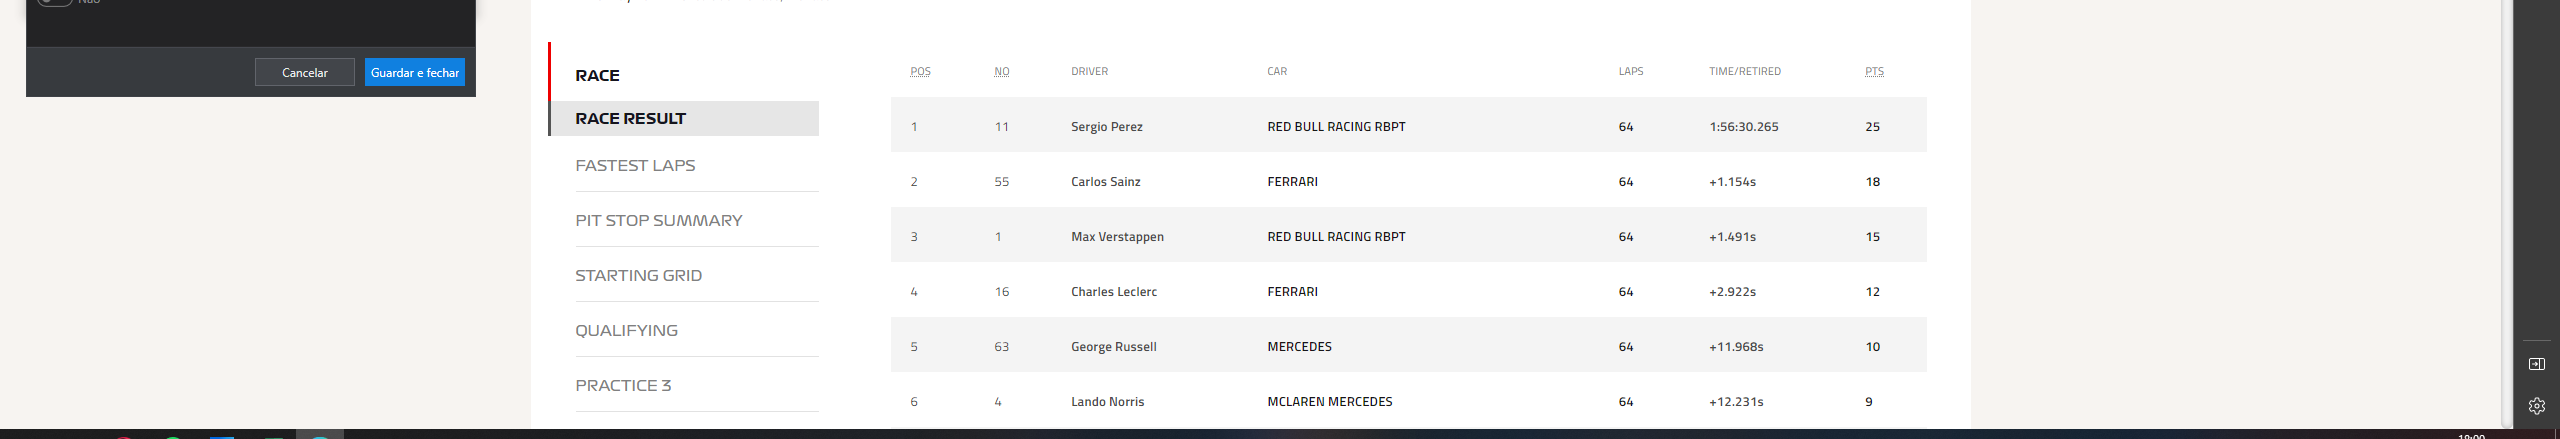 Não
Cancelar Guardar e fechar
RACE
RACE RESULT
FASTEST LAPS
PIT STOP SUMMARY
STARTING GRID
QUALIFYING
PRACTICE 3
POS NO DRIVER CAR LAPS TIME/RETIRED PTS
1 11 Sergio Perez RED BULL RACING RBPT 64 1:56:30.265 25
2 55 Carlos Sainz FERRARI 64 +1.154s 18
3 1 Max Verstappen RED BULL RACING RBPT 64 +1.491s 15
4 16 Charles Leclerc FERRARI 64 +2.922s 12
5 63 George Russell MERCEDES 64 +11.968s 10
6 4 Lando Norris MCLAREN MERCEDES 64 +12.231s 9